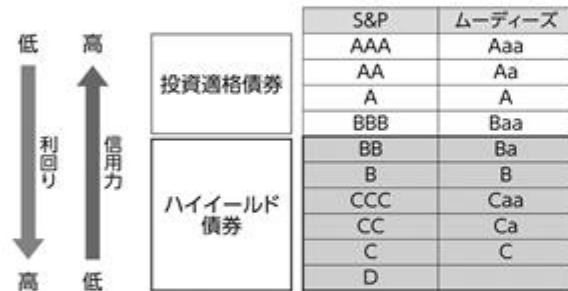 S&P ムーディーズ
低 高
AAA Aaa
AA Aa
投資適格債券
A A
BBB Baa
利回り 信用力
BB Ba
B B
ハイイールド
債券
CCC Caa
CC Ca
C C
高 低
D